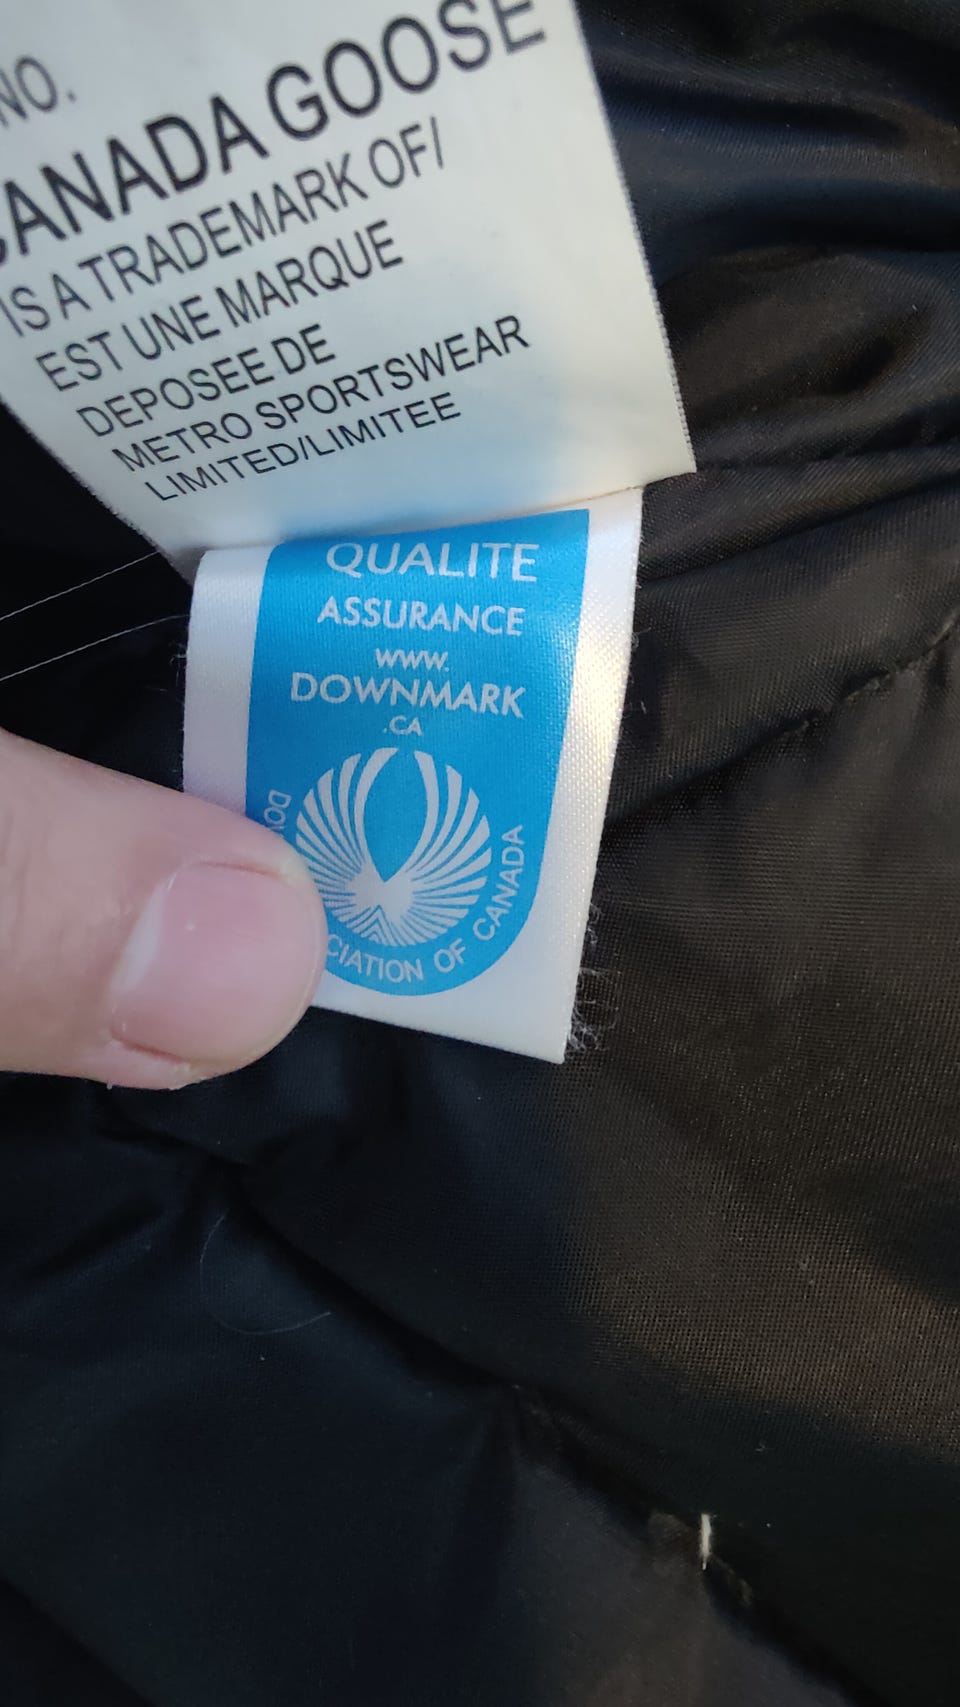 NO.
CANADA GOOSE
IS A TRADEMARK OF/
EST UNE MARQUE
DEPOSEE DE
METRO SPORTSWEAR
LIMITED/LIMITEE
QUALITE
ASSURANCE
www.
DOWNMARK
.CA
DO
CIATION OF CANADA